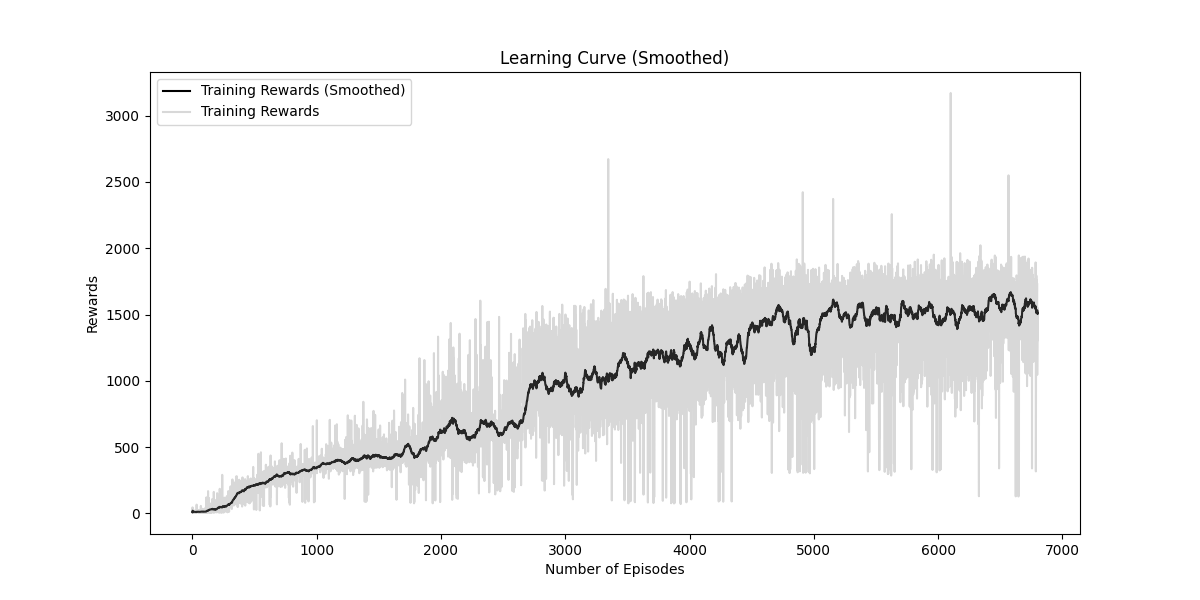 Learning Curve (Smoothed)
Training Rewards (Smoothed)
Training Rewards
Rewards
3000
2500
2000
1500
1000
500
0
0 1000 2000 3000 4000 5000 6000 7000
Number of Episodes